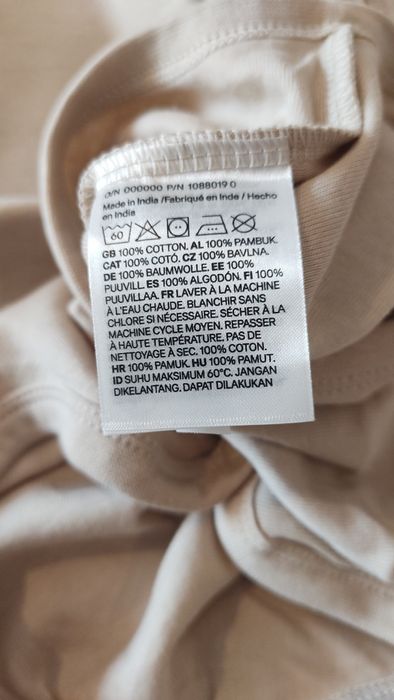 O/N 000000 P/N 1088019 0
Made in India /Fabriqué en Inde / Hecho
en India
60
GB 100% COTTON. AL 100% PAMBUK.
CAT 100% COTÓ. CZ 100% BAVLNA.
DE 100% BAUMWOLLE. EE 100%
PUUVILL. ES 100% ALGODÓN. FI 100%
PUUVILLAA. FR LAVER À LA MACHINE
À L'EAU CHAUDE. BLANCHIR SANS
CHLORE SI NÉCESSAIRE. SÉCHER À LA
MACHINE CYCLE MOYEN. REPASSER
À HAUTE TEMPÉRATURE. PAS DE
NETTOYAGE À SEC. 100% COTON.
HR 100% PAMUK. HU 100% PAMUT.
ID SUHU MAKSIMUM 60°C. JANGAN
DIKELANTANG. DAPAT DILAKUKAN